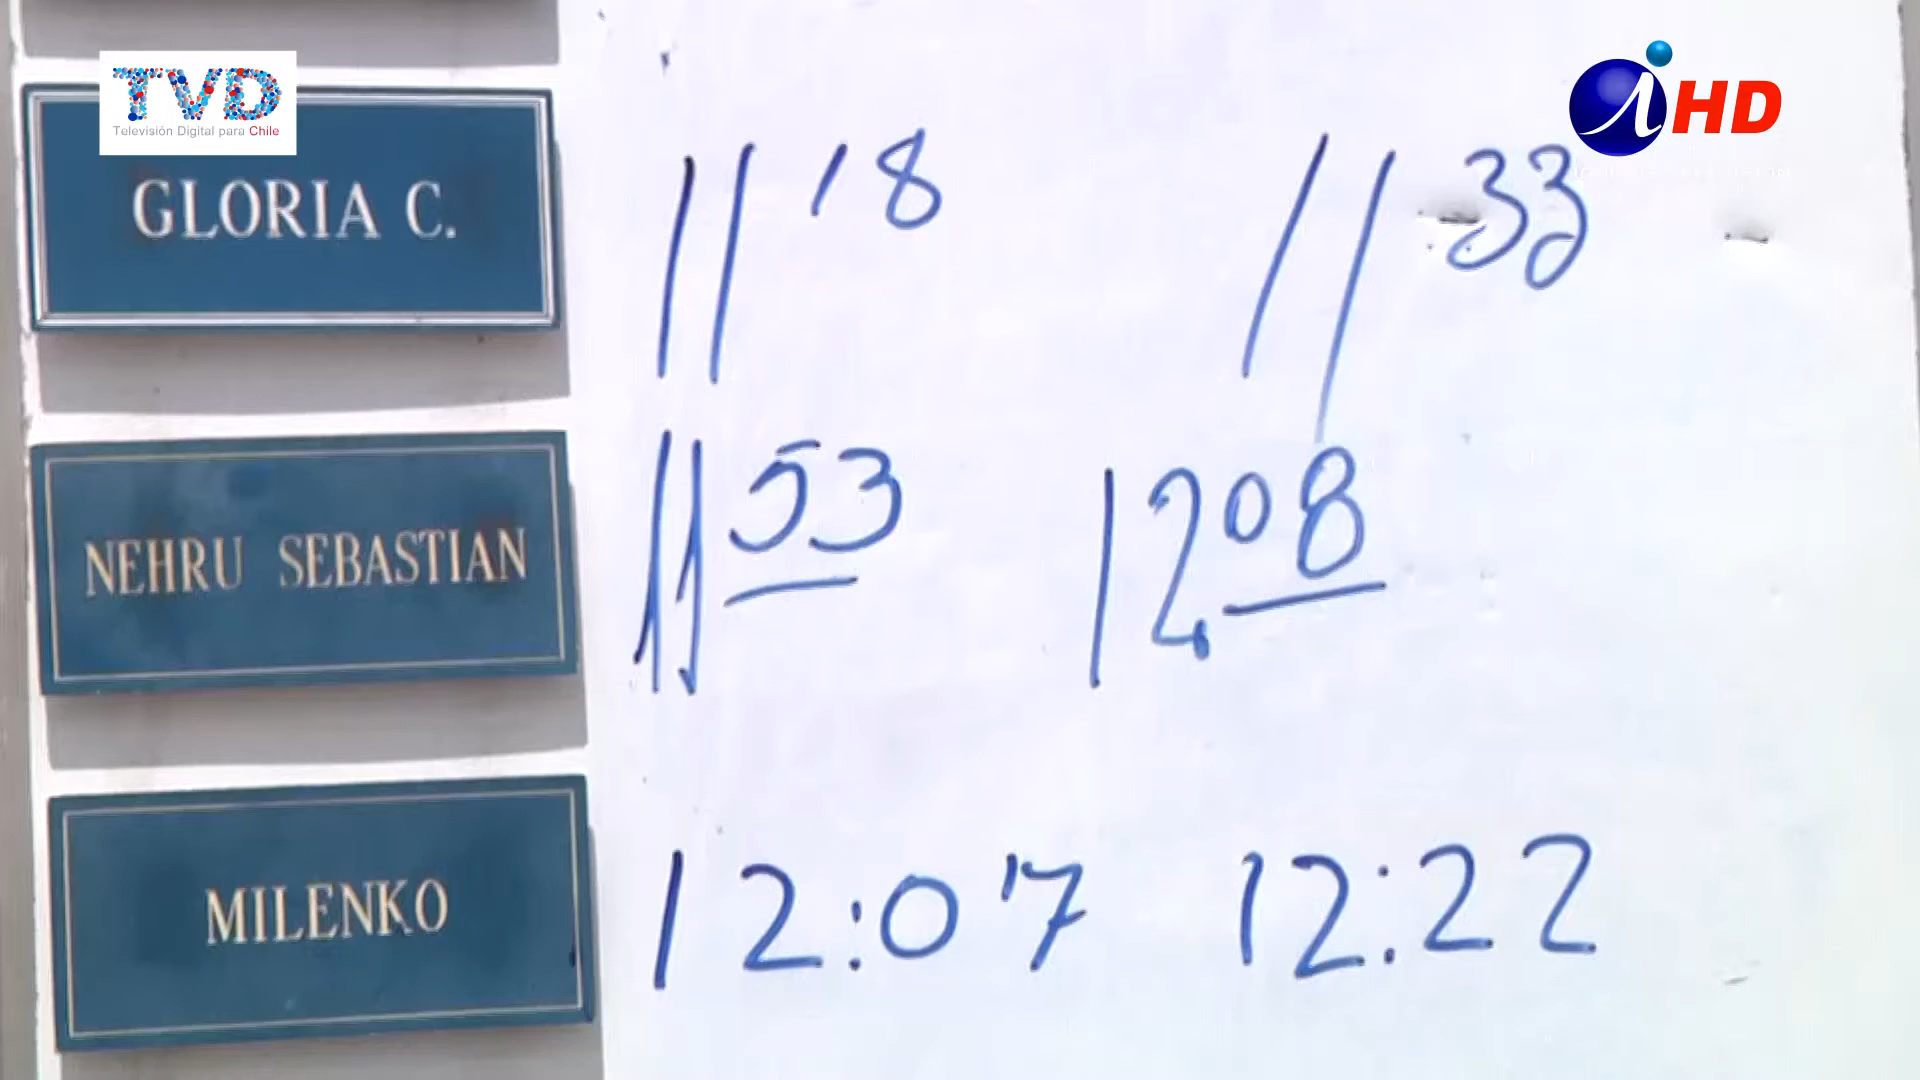 TVD
Televisión Digital para Chile
HD
GLORIA C. 11 18 11 33
NEHRU SEBASTIAN 11 53 12 08
MILENKO 12:07 12:22